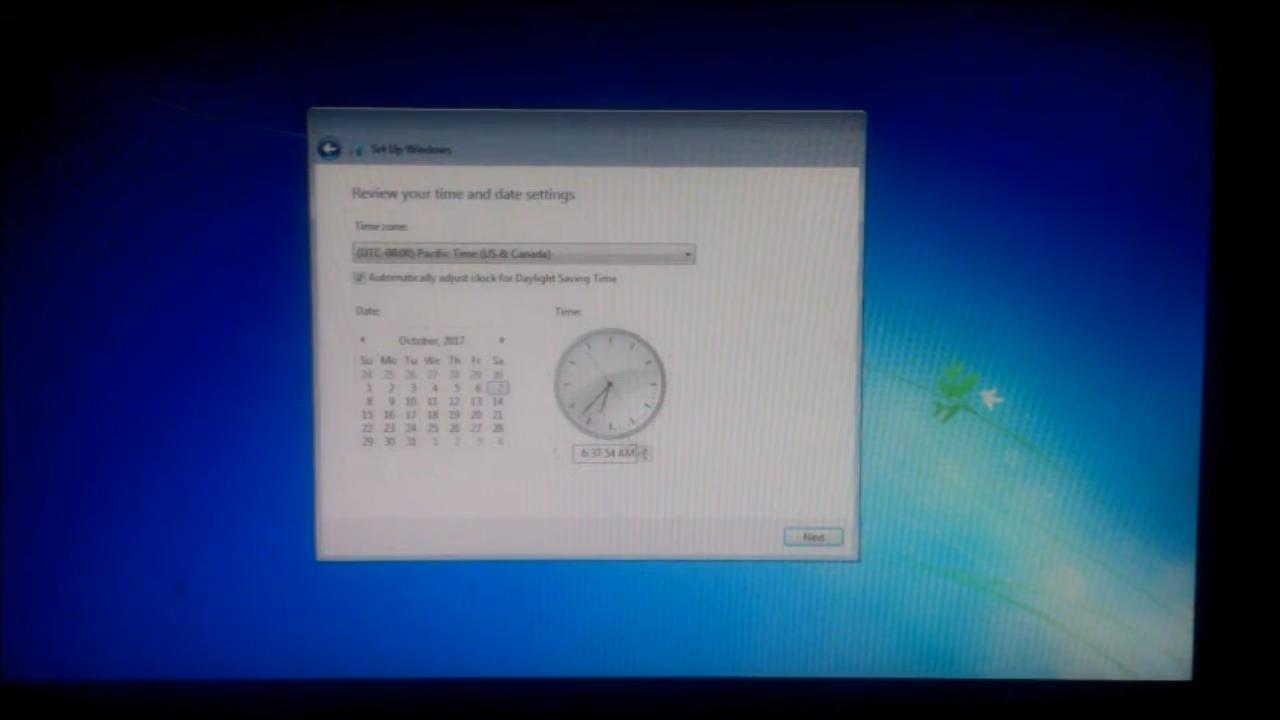 Set Up Windows
Review your time and date settings
Time zone:
(UTC-08:00) Pacific Time (US & Canada)
Automatically adjust clock for Daylight Saving Time
Date:
Time:
October, 2017
Su Mo Tu We Th Fr Sa
24 25 26 27 28 29 30
1 2 3 4 5 6 7
8 9 10 11 12 13 14
15 16 17 18 19 20 21
22 23 24 25 26 27 28
29 30 31 1 2 3 4
6:37:54 AM
Next